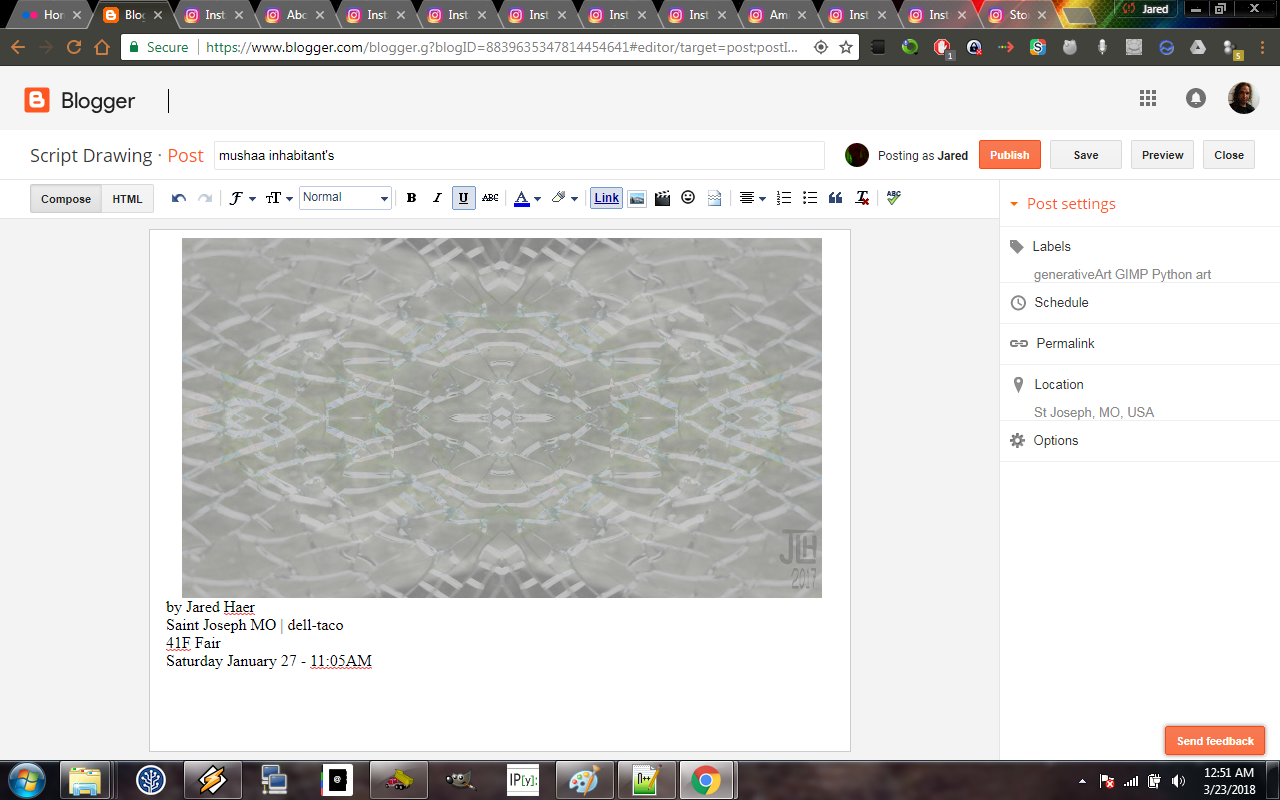 Hor
Blog
Inst
Abo
Inst
Inst
Inst
Inst
Inst
Am
Inst
Inst
Sto
Jared
Secure
https://www.blogger.com/blogger.g?blogID=8839635347814454641#editor/target=post;postI...
1
5
Blogger
Script Drawing · Post
mushaa inhabitant's
Posting as Jared
Publish
Save
Preview
Close
Compose
HTML
Normal
B
I
U
ABC
A
Link
ABC
Post settings
Labels
generativeArt GIMP Python art
Schedule
Permalink
Location
St Joseph, MO, USA
Options
JLH
2017
by Jared Haer
Saint Joseph MO | dell-taco
41F Fair
Saturday January 27 - 11:05AM
Send feedback
IP[y]:
12:51 AM
3/23/2018